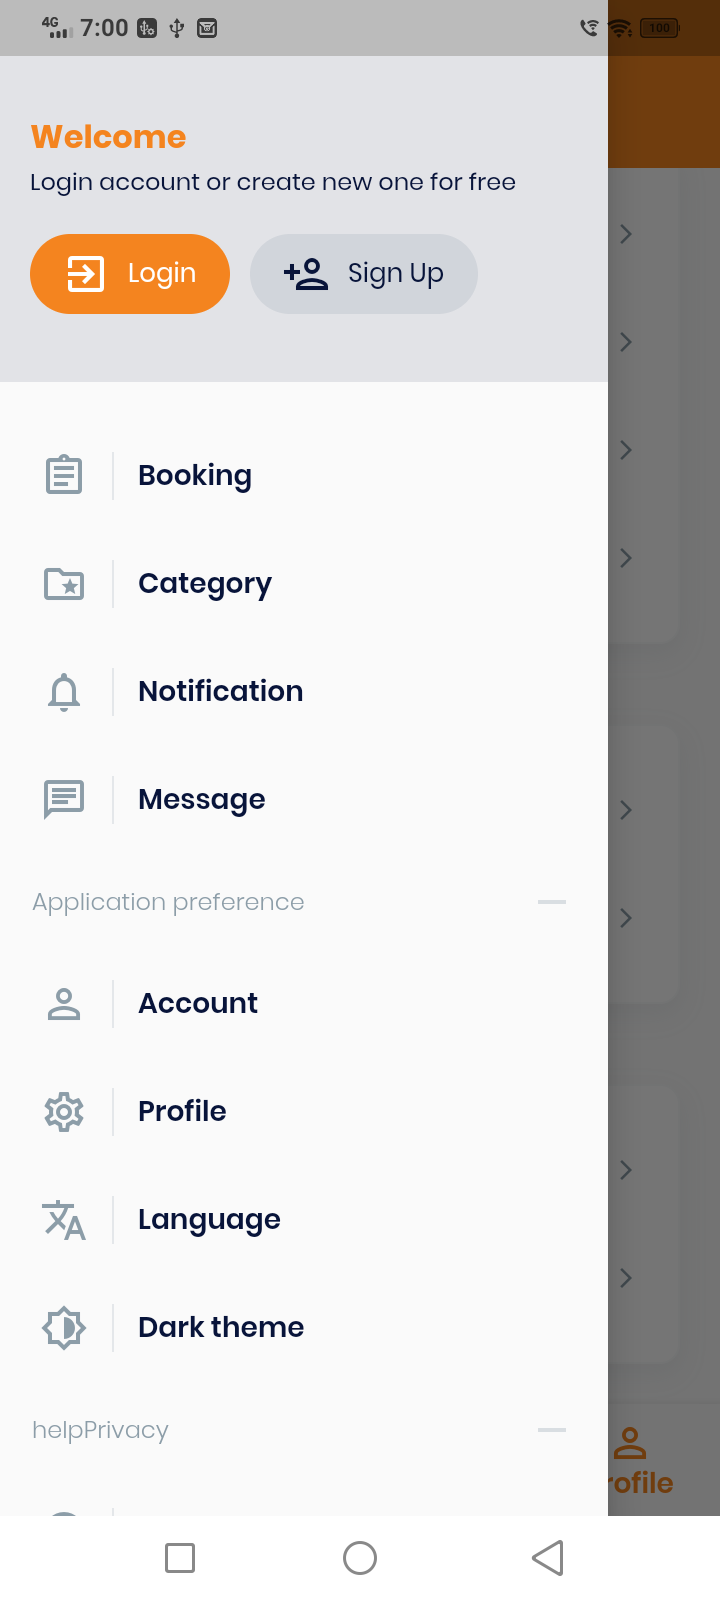 4G 7:00 100
Welcome
Login account or create new one for free
Login
Sign Up
Booking
Category
Notification
Message
Application preference
Account
Profile
Language
Dark theme
helpPrivacy
rofile